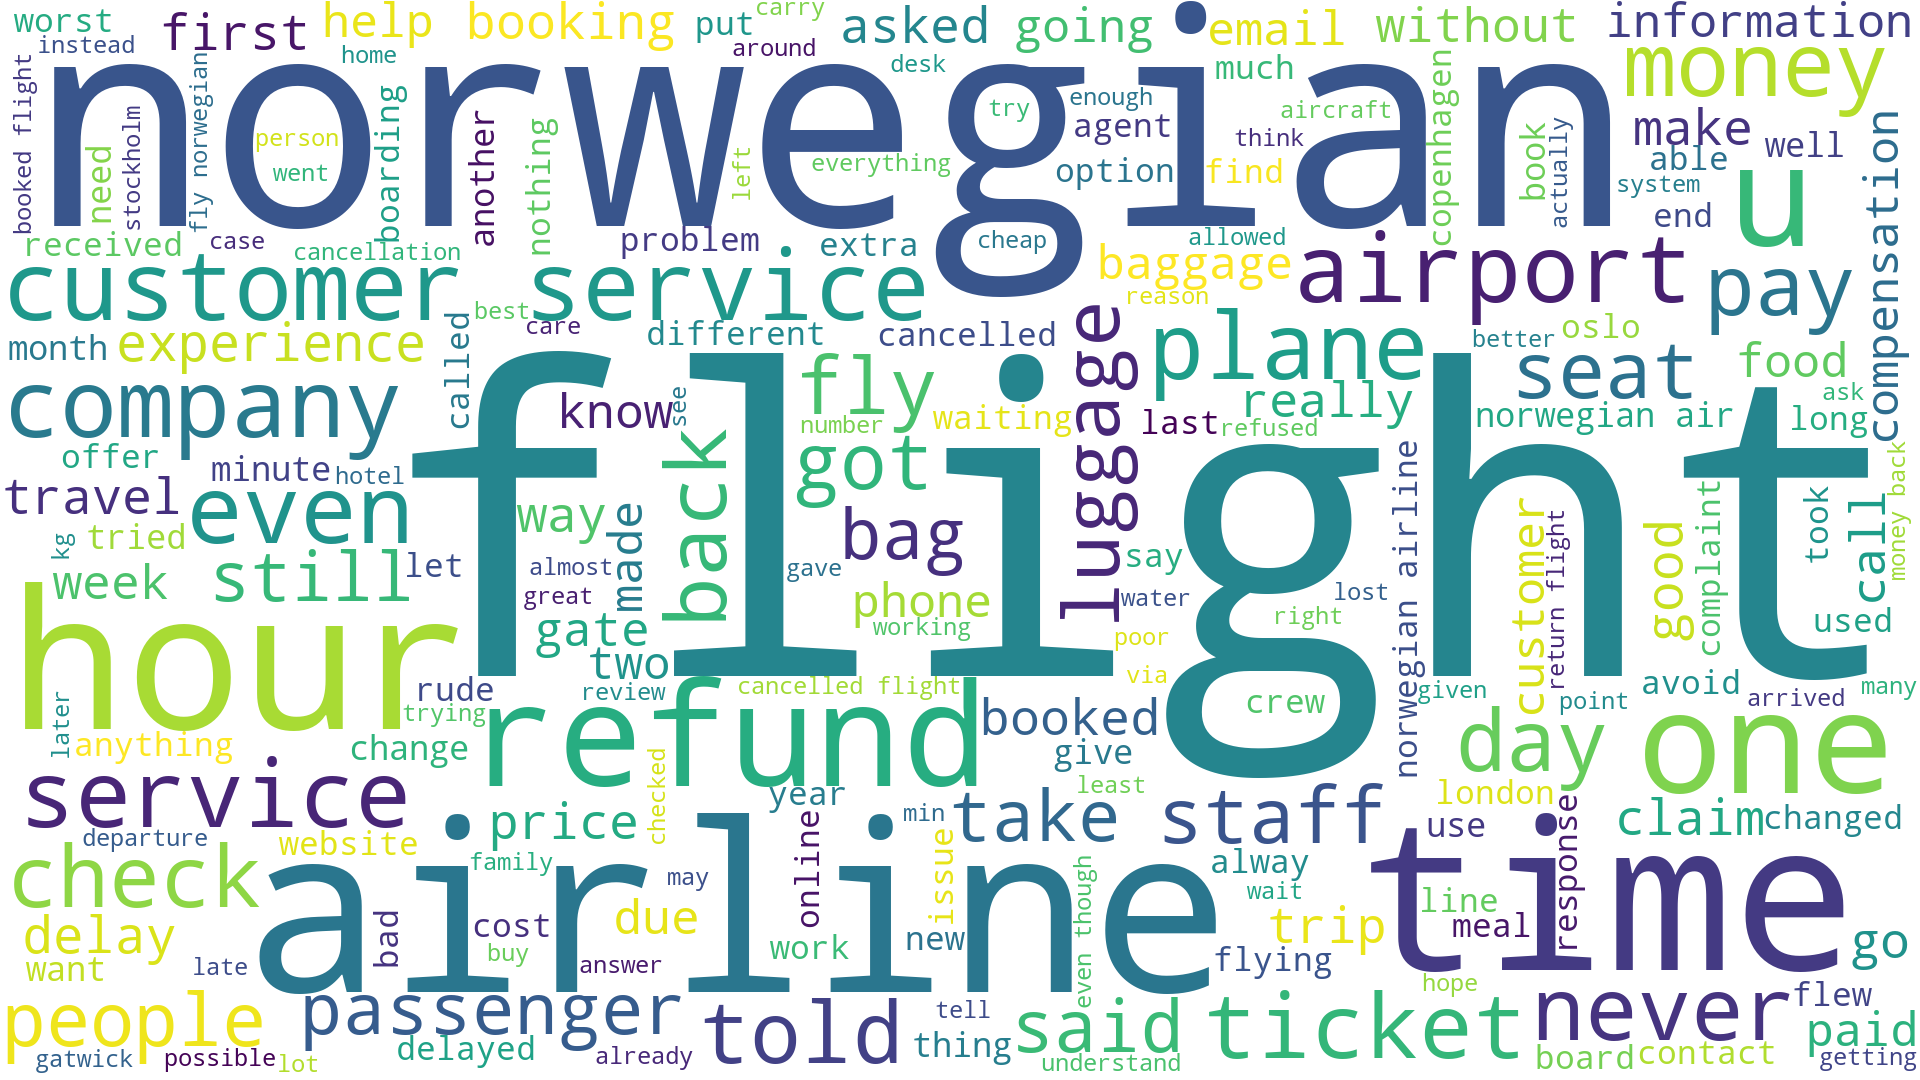 worst
instead
first
help
booking
put
carry
around
asked
desk
going
email
much
without
information
money
home
norwegian
booked flight
need
stockholm
fly norwegian
person
went
boarding
another
nothing
left
everything
try
enough
agent
option
aircraft
think
find
copenhagen
book
actually
make
able
well
system
end
u
compensation
received
case
cancellation
problem
extra
cheap
allowed
baggage
reason
airport
pay
customer service
month
experience
called
best
care
different
cancelled
luggage
plane
better
oslo
seat
food
ask
company
know
see
fly
number
waiting
really
last
refused
norwegian air
long
offer
minute
hotel
flight
travel
even
back
got
way
made
bag
norwegian airline
customer
return flight
good
complaint
took
call
money back
kg
tried
week
still
let
almost
great
gave
phone
working
say
water
poor
via
right
lost
used
hour
gate
two
review
rude
trying
cancelled flight
crew
given
point
avoid
arrived
many
later
anything
change
refund
booked
give
least
day
one
service
departure
website
price
checked
year
online
min
take
staff
london
use
response
claim
changed
check
family
may
airline
issue
alway
wait
time
line
meal
delay
want
late
bad
cost
buy
due
answer
work
new
even though
trip
flying
go
people
gatwick
possible
lot
passenger
delayed
already
told
tell
thing
said
understand
ticket
hope
never
board
flew
contact
paid
getting